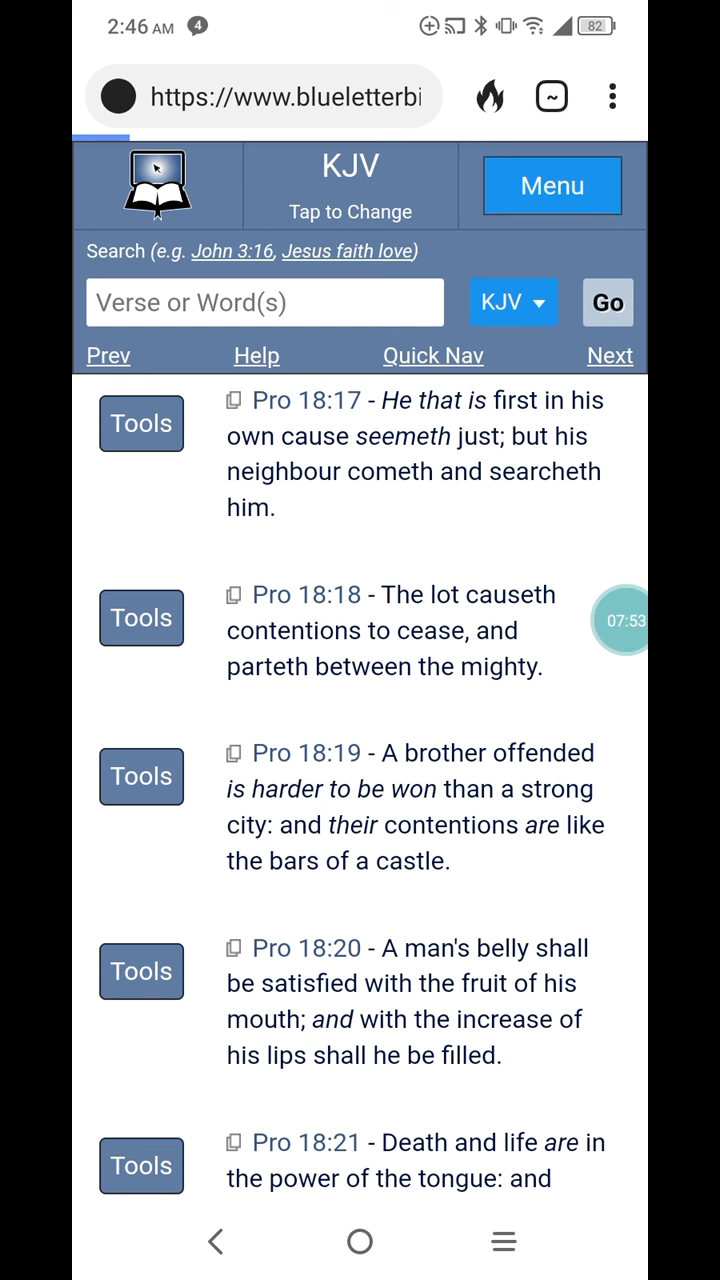 2:46 AM 4 82
https://www.blueletterbi
KJV
Tap to Change
Menu
Search (e.g. John 3:16, Jesus faith love)
Verse or Word(s)
KJV
Go
Prev Help Quick Nav Next
Tools
Pro 18:17 - He that is first in his
own cause seemeth just; but his
neighbour cometh and searcheth
him.
Tools
Pro 18:18 - The lot causeth
contentions to cease, and
parteth between the mighty.
07:53
Tools
Pro 18:19 - A brother offended
is harder to be won than a strong
city: and their contentions are like
the bars of a castle.
Tools
Pro 18:20 - A man's belly shall
be satisfied with the fruit of his
mouth; and with the increase of
his lips shall he be filled.
Tools
Pro 18:21 - Death and life are in
the power of the tongue: and